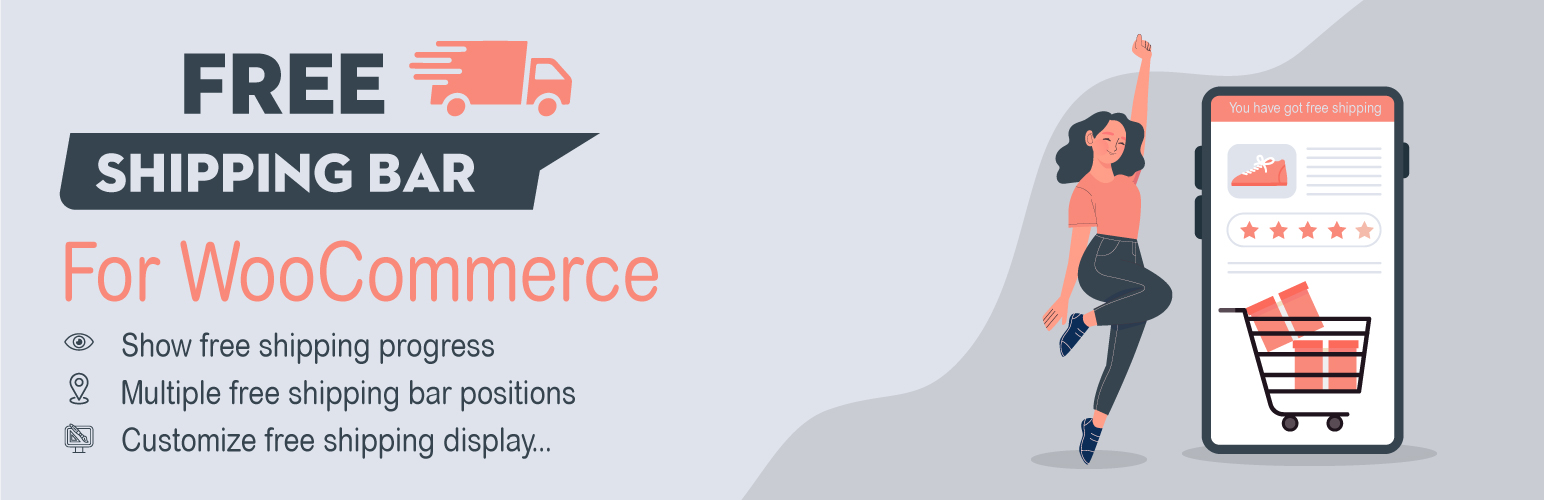 FREE
SHIPPING BAR
For WooCommerce
Show free shipping progress
Multiple free shipping bar positions
Customize free shipping display...
You have got free shipping